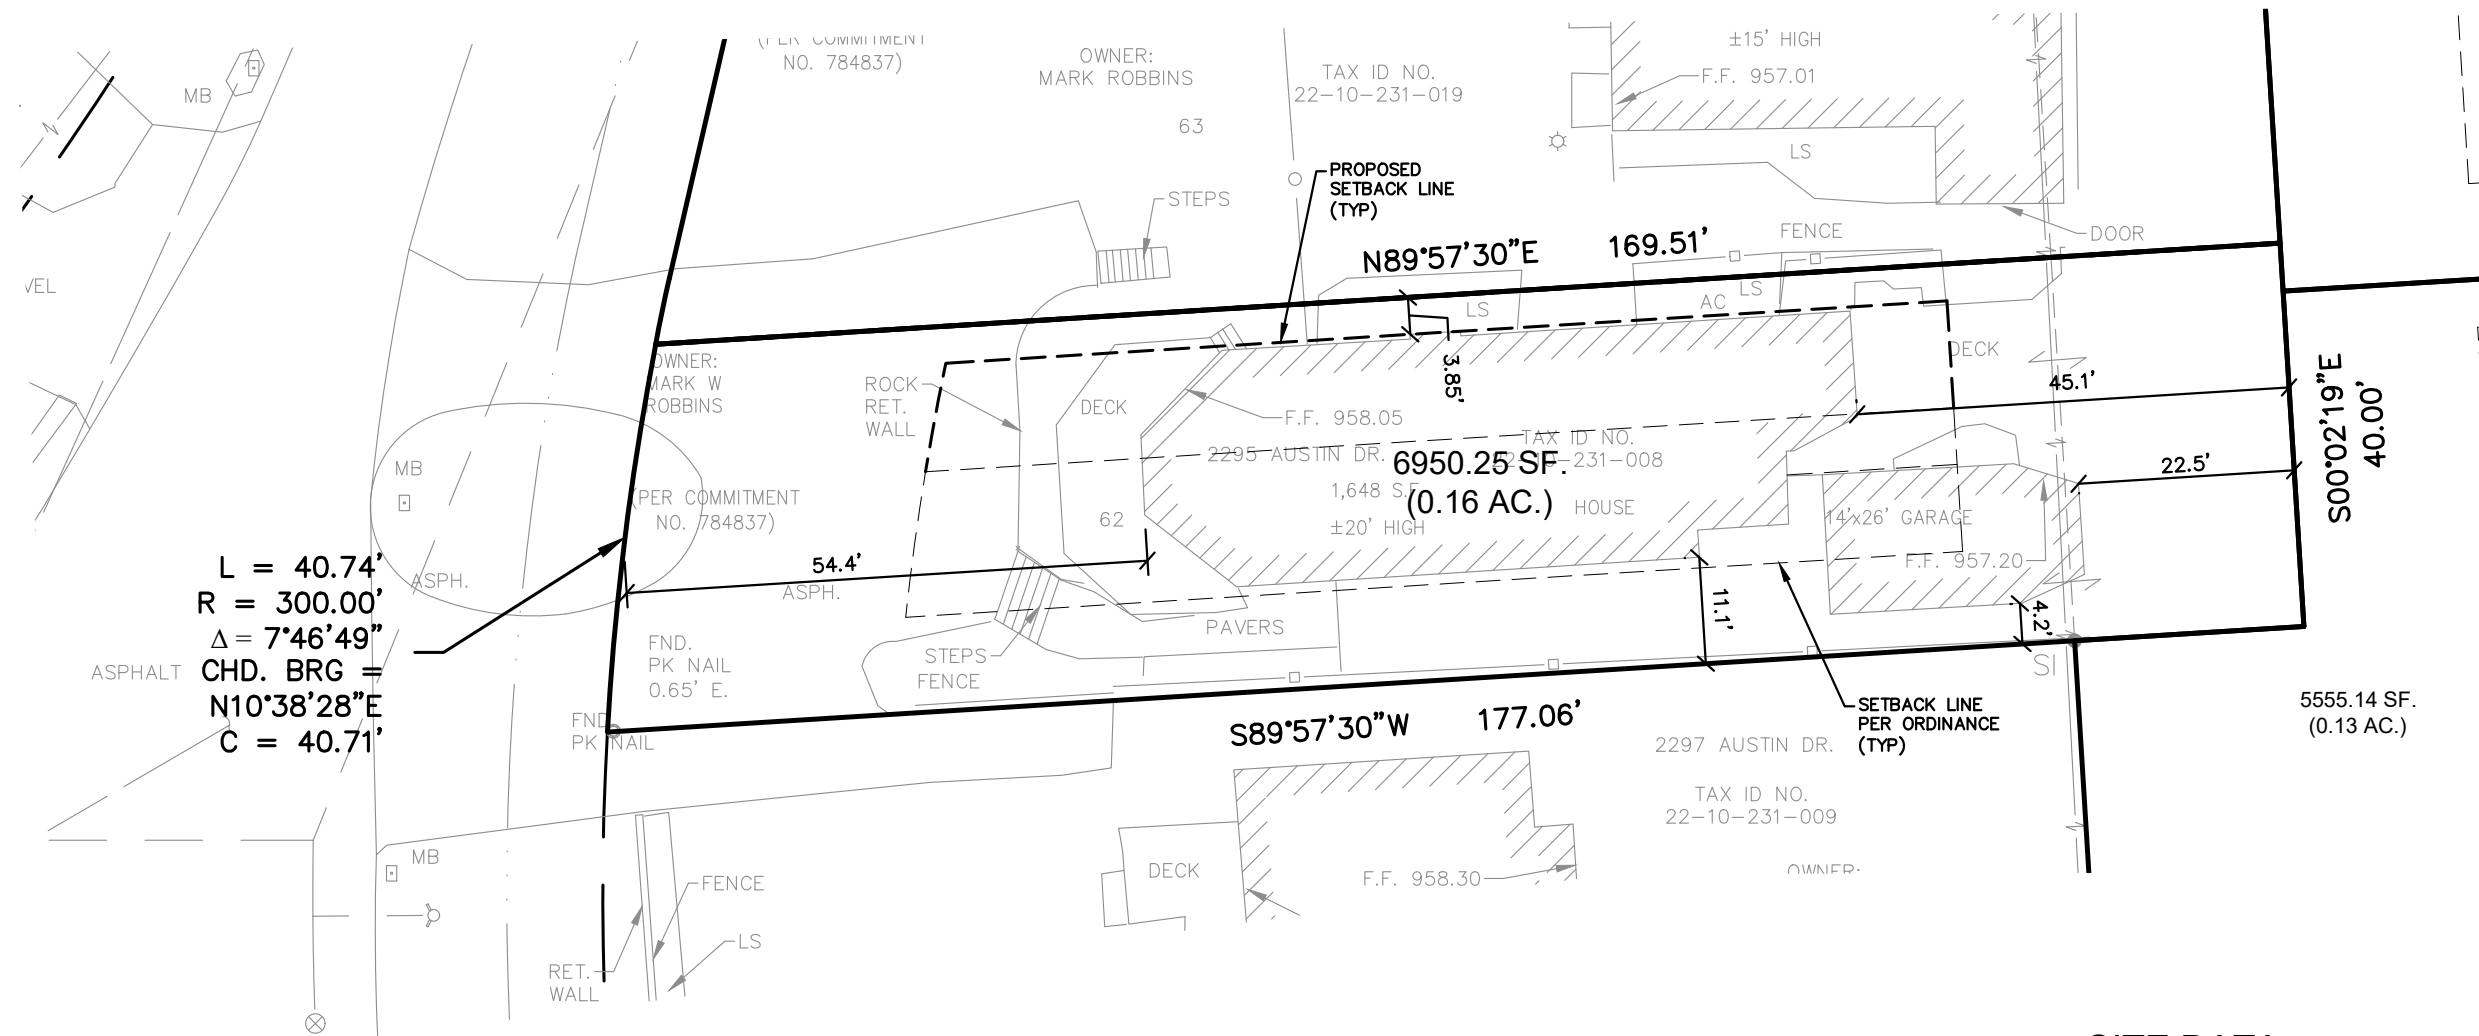 (PER COMMITMENT
NO. 784837)
OWNER:
MARK ROBBINS
63
TAX ID NO.
22-10-231-019
±15' HIGH
F.F. 957.01
LS
MB
STEPS
PROPOSED
SETBACK LINE
(TYP)
FENCE
DOOR
N89°57'30"E 169.51'
LS
AC
LS
3.85'
DECK
45.1'
S00°02'19"E
40.00'
22.5'
OWNER:
MARK W
ROBBINS
ROCK
RET.
WALL
DECK
F.F. 958.05
2295 AUSTIN DR.
TAX ID NO.
22-10-231-008
6950.25 SF.
(0.16 AC.)
1,648 S.F.
±20' HIGH
HOUSE
14'x26' GARAGE
F.F. 957.20
62
MB
(PER COMMITMENT
NO. 784837)
54.4'
11.1'
4.2'
ASPH.
ASPH.
L = 40.74'
R = 300.00'
Δ = 7°46'49"
CHD. BRG =
N10°38'28"E
C = 40.71'
ASPHALT
FND.
PK NAIL
0.65' E.
FND
PK NAIL
STEPS
FENCE
PAVERS
SI
S89°57'30"W 177.06'
SETBACK LINE
PER ORDINANCE
(TYP)
5555.14 SF.
(0.13 AC.)
2297 AUSTIN DR.
TAX ID NO.
22-10-231-009
OWNER:
MB
DECK
F.F. 958.30
FENCE
LS
RET.
WALL
SITE DATA